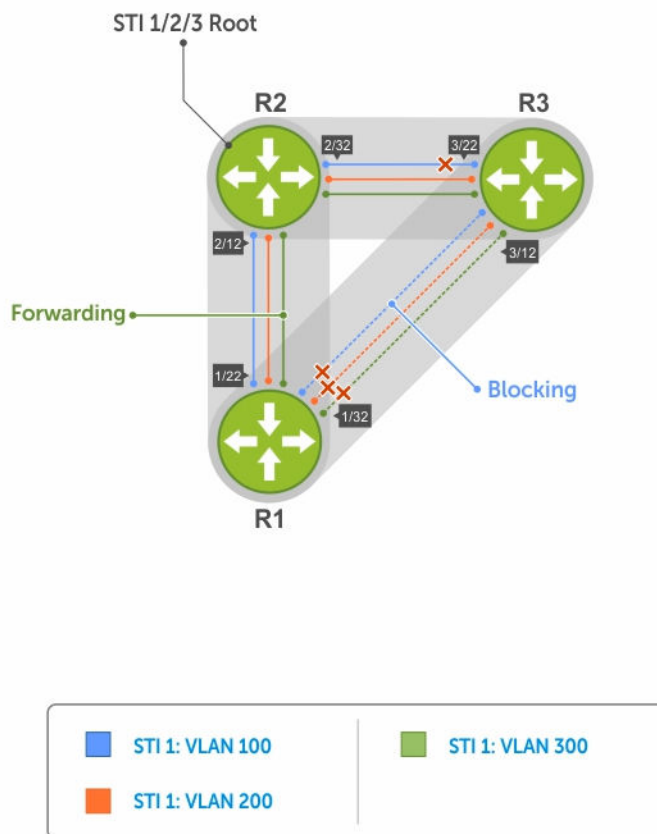 STI 1/2/3 Root
R2
R3
2/32
3/22
2/12
3/12
Forwarding
1/22
Blocking
1/32
R1
STI 1: VLAN 100
STI 1: VLAN 300
STI 1: VLAN 200